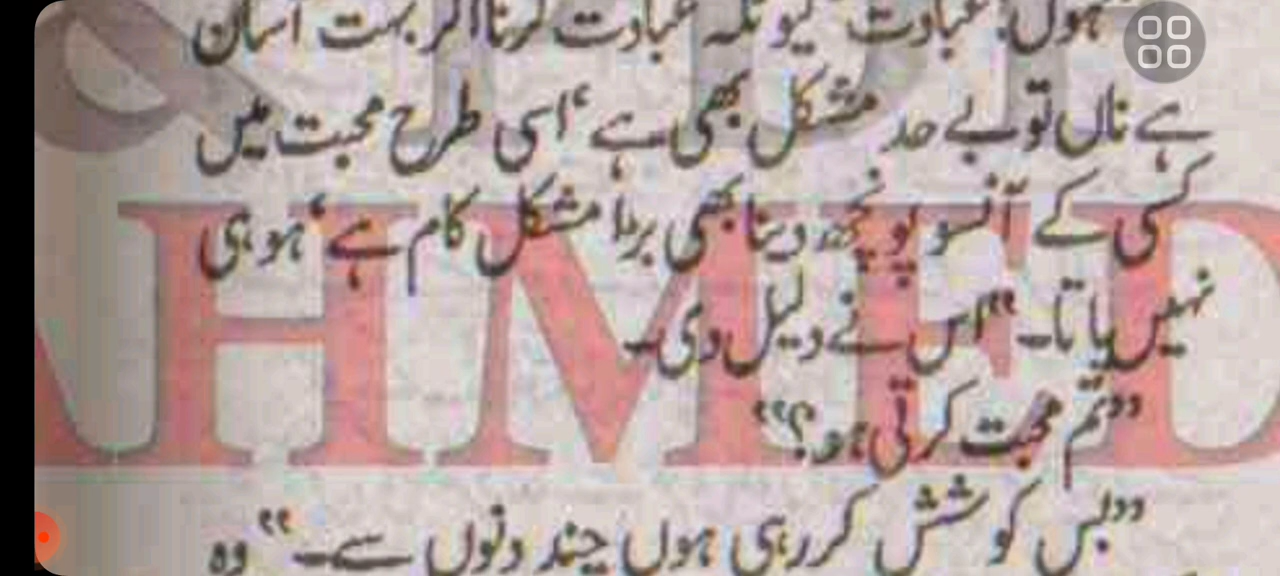 ہوں؟ عبادت کیونکہ عبادت کرنا اگر بہت آسان
ہے ناں تو بے حد مشکل بھی ہے، اسی طرح محبت میں
کسی کے آنسو پونچھ دینا بھی بڑا مشکل کام ہے، ہو ہی
نہیں پاتا۔" اس نے دلیل دی۔
"تم محبت کرتی ہو؟"
"بس کوشش کر رہی ہوں چند دنوں سے۔" وہ
AHMED